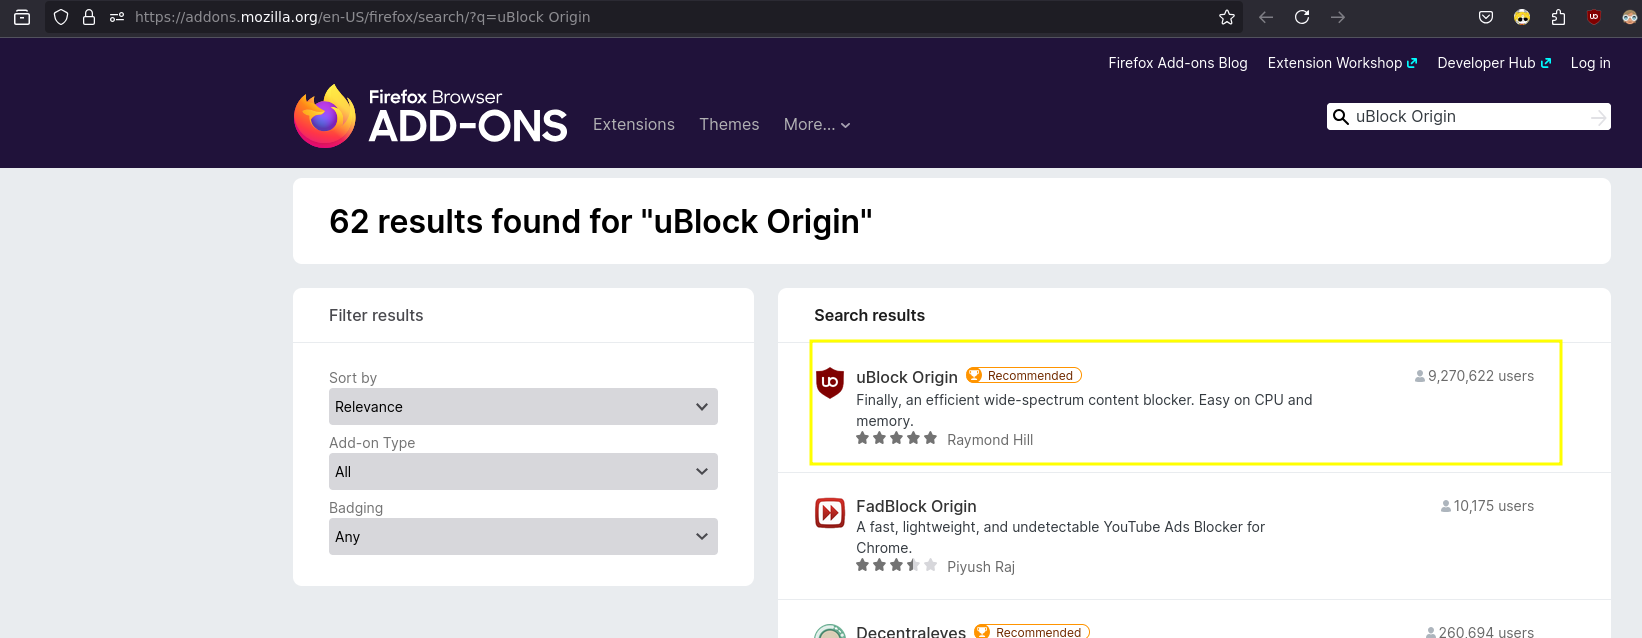 https://addons.mozilla.org/en-US/firefox/search/?q=uBlock Origin
Firefox Add-ons Blog
Extension Workshop
Developer Hub
Log in
Firefox Browser
ADD-ONS
Extensions
Themes
More...
uBlock Origin
62 results found for "uBlock Origin"
Filter results
Sort by
Relevance
Add-on Type
All
Badging
Any
Search results
uBlock Origin
Recommended
9,270,622 users
Finally, an efficient wide-spectrum content blocker. Easy on CPU and
memory.
Raymond Hill
FadBlock Origin
10,175 users
A fast, lightweight, and undetectable YouTube Ads Blocker for
Chrome.
Piyush Raj
Decentraleyes
Recommended
260,694 users